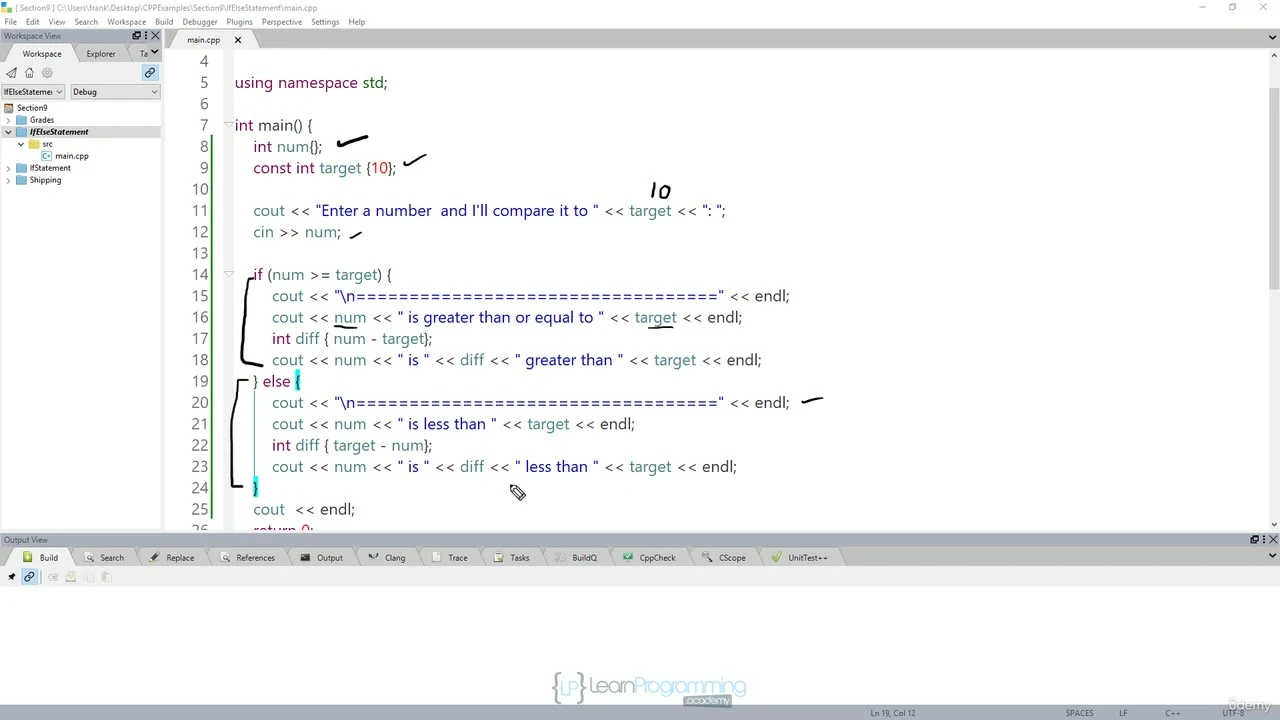 [ Section9 ] C:\Users\frank\Desktop\CPPExamples\Section9\IfElseStatement\main.cpp
File Edit View Search Workspace Build Debugger Plugins Perspective Settings Help
Workspace View
Workspace Explorer Ta
IfElseStatemer Debug
Section9
Grades
IfElseStatement
src
main.cpp
IfStatement
Shipping
main.cpp
4
5 using namespace std;
6
7 int main() {
8 int num{};
9 const int target {10};
10
10
11 cout << "Enter a number  and I'll compare it to " << target << ": ";
12 cin >> num;
13
14 if (num >= target) {
15 cout << "\n==================================" << endl;
16 cout << num << " is greater than or equal to " << target << endl;
17 int diff { num - target};
18 cout << num << " is " << diff << " greater than " << target << endl;
19 } else {
20 cout << "\n==================================" << endl;
21 cout << num << " is less than " << target << endl;
22 int diff { target - num};
23 cout << num << " is " << diff << " less than " << target << endl;
24 }
25 cout  << endl;
26 return 0;
Output View
Build Search Replace References Output Clang Trace Tasks BuildQ CppCheck CScope UnitTest++
{LP} LearnProgramming
academy
ûdemy
Ln 19, Col 12 SPACES LF C++ UTF-8